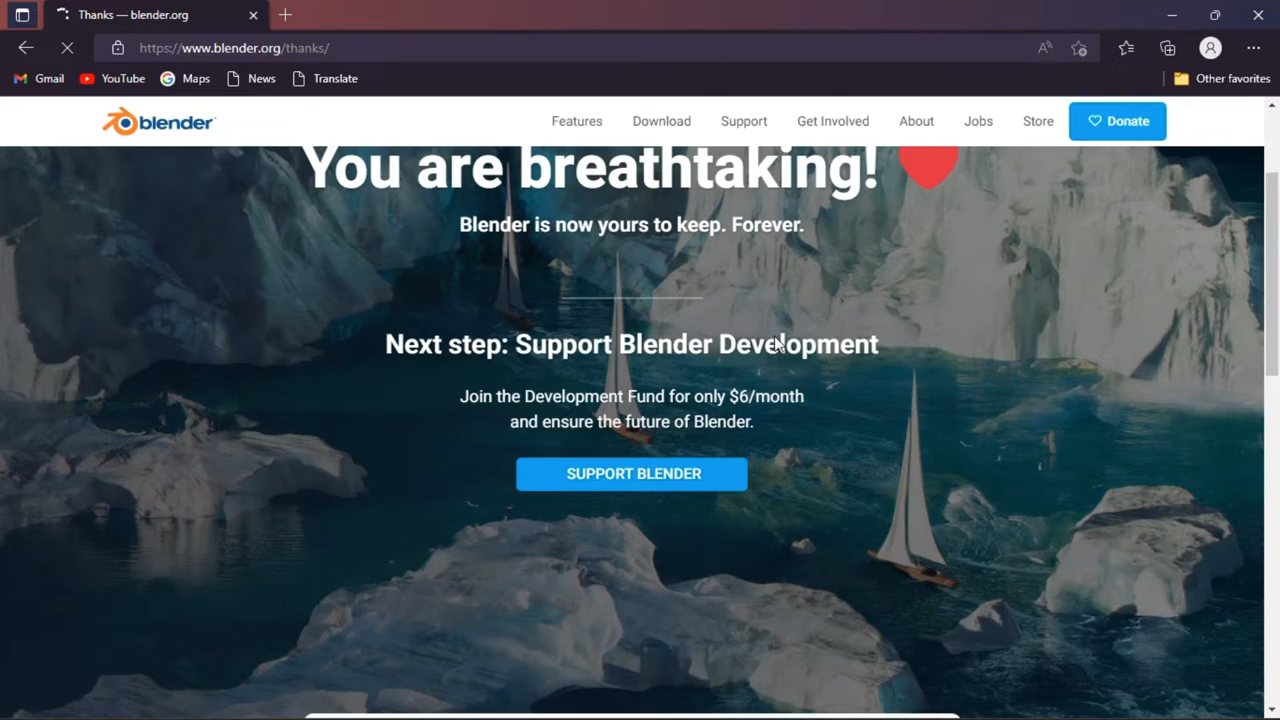 Thanks — blender.org
https://www.blender.org/thanks/
Gmail
YouTube
Maps
News
Translate
Other favorites
blender
Features
Download
Support
Get Involved
About
Jobs
Store
Donate
You are breathtaking!
Blender is now yours to keep. Forever.
Next step: Support Blender Development
Join the Development Fund for only $6/month
and ensure the future of Blender.
SUPPORT BLENDER